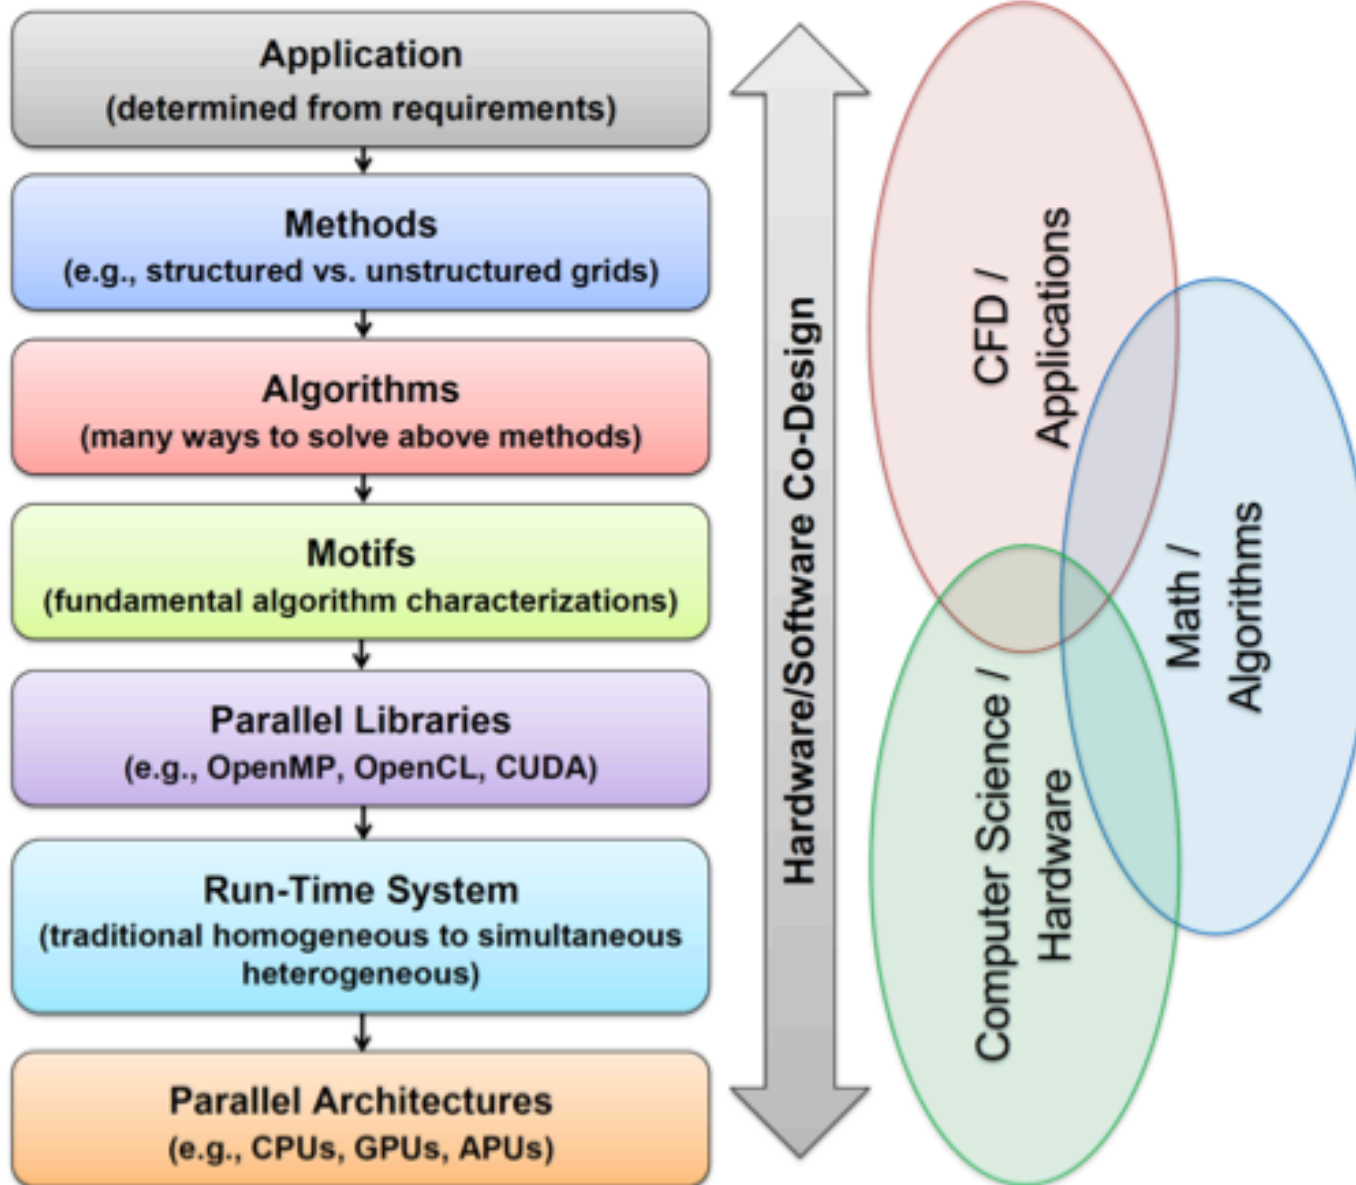 Application
(determined from requirements)
Methods
(e.g., structured vs. unstructured grids)
Algorithms
(many ways to solve above methods)
Motifs
(fundamental algorithm characterizations)
Parallel Libraries
(e.g., OpenMP, OpenCL, CUDA)
Run-Time System
(traditional homogeneous to simultaneous
heterogeneous)
Parallel Architectures
(e.g., CPUs, GPUs, APUs)
Hardware/Software Co-Design
CFD /
Applications
Math /
Algorithms
Computer Science /
Hardware